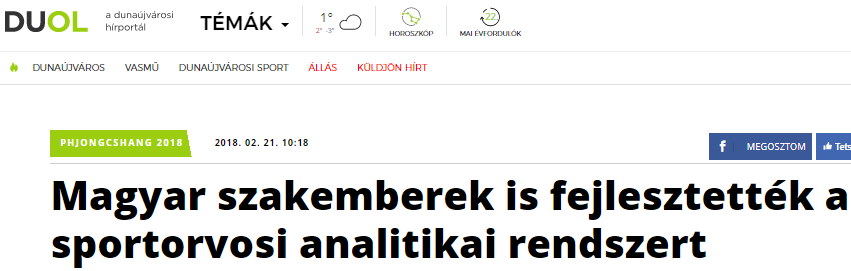 DUOL
a dunaújvárosi
hírportál
TÉMÁK
1°
2° -3°
HOROSZKÓP
22
MAI ÉVFORDULÓK
DUNAÚJVÁROS VASMŰ DUNAÚJVÁROSI SPORT ÁLLÁS KÜLDJÖN HÍRT
PHJONGCSHANG 2018 2018. 02. 21. 10:18
f MEGOSZTOM Tets
Magyar szakemberek is fejlesztették a
sportorvosi analitikai rendszert